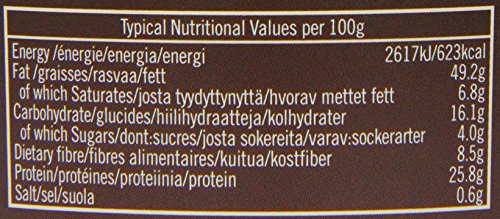 Typical Nutritional Values per 100g
Energy/énergie/energia/energi 2617kJ/623kcal
Fat/graisses/rasvaa/fett 49.2g
of which Saturates/josta tyydyttynyttä/hvorav mettet fett 6.8g
Carbohydrate/glucides/hiilihydraatteja/kolhydrater 16.1g
of which Sugars/dont:sucres/josta sokereita/varav:sockerarter 4.0g
Dietary fibre/fibres alimentaires/kuitua/kostfiber 8.5g
Protein/protéines/proteiinia/protein 25.8g
Salt/sel/suola 0.6g